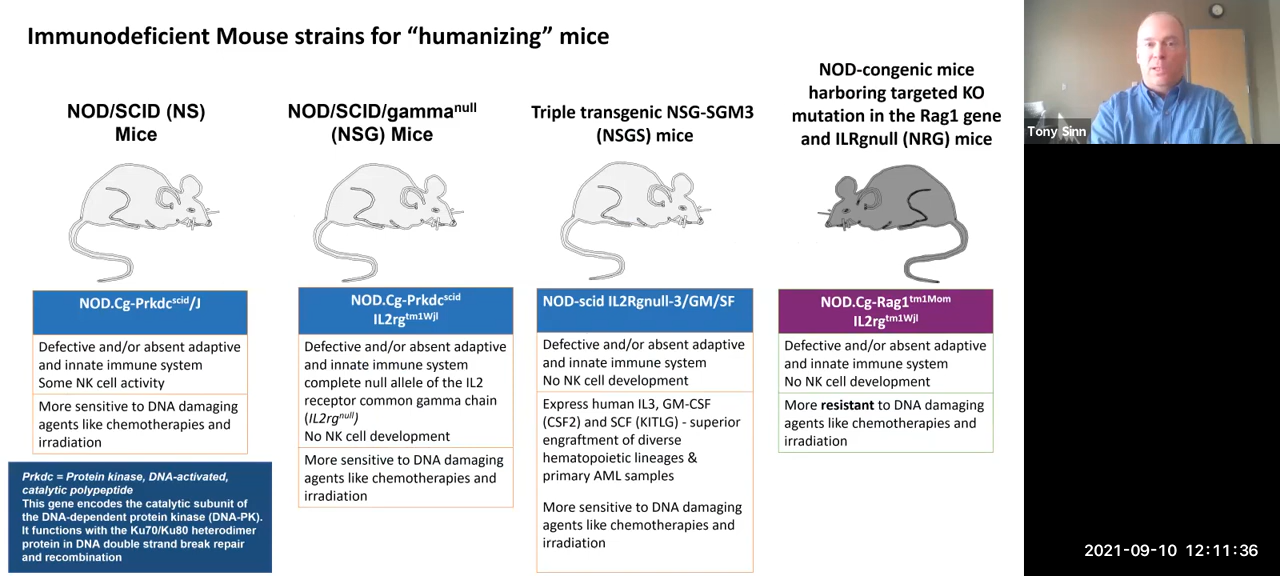 Immunodeficient Mouse strains for “humanizing” mice
NOD/SCID (NS)
Mice
NOD/SCID/gammanull
(NSG) Mice
Triple transgenic NSG-SGM3
(NSGS) mice
NOD-congenic mice
harboring targeted KO
mutation in the Rag1 gene
and ILRgnull (NRG) mice
NOD.Cg-Prkdcscid/J
Defective and/or absent adaptive
and innate immune system
Some NK cell activity
More sensitive to DNA damaging
agents like chemotherapies and
irradiation
Prkdc = Protein kinase, DNA-activated,
catalytic polypeptide
This gene encodes the catalytic subunit of
the DNA-dependent protein kinase (DNA-PK).
It functions with the Ku70/Ku80 heterodimer
protein in DNA double strand break repair
and recombination
NOD.Cg-Prkdcscid
IL2rgtm1Wjl
Defective and/or absent adaptive
and innate immune system
complete null allele of the IL2
receptor common gamma chain
(IL2rgnull)
No NK cell development
More sensitive to DNA damaging
agents like chemotherapies and
irradiation
NOD-scid IL2Rgnull-3/GM/SF
Defective and/or absent adaptive
and innate immune system
No NK cell development
Express human IL3, GM-CSF
(CSF2) and SCF (KITLG) - superior
engraftment of diverse
hematopoietic lineages &
primary AML samples
More sensitive to DNA damaging
agents like chemotherapies and
irradiation
NOD.Cg-Rag1tm1Mom
IL2rgtm1Wjl
Defective and/or absent adaptive
and innate immune system
No NK cell development
More resistant to DNA damaging
agents like chemotherapies and
irradiation
Tony Sinn
2021-09-10 12:11:36